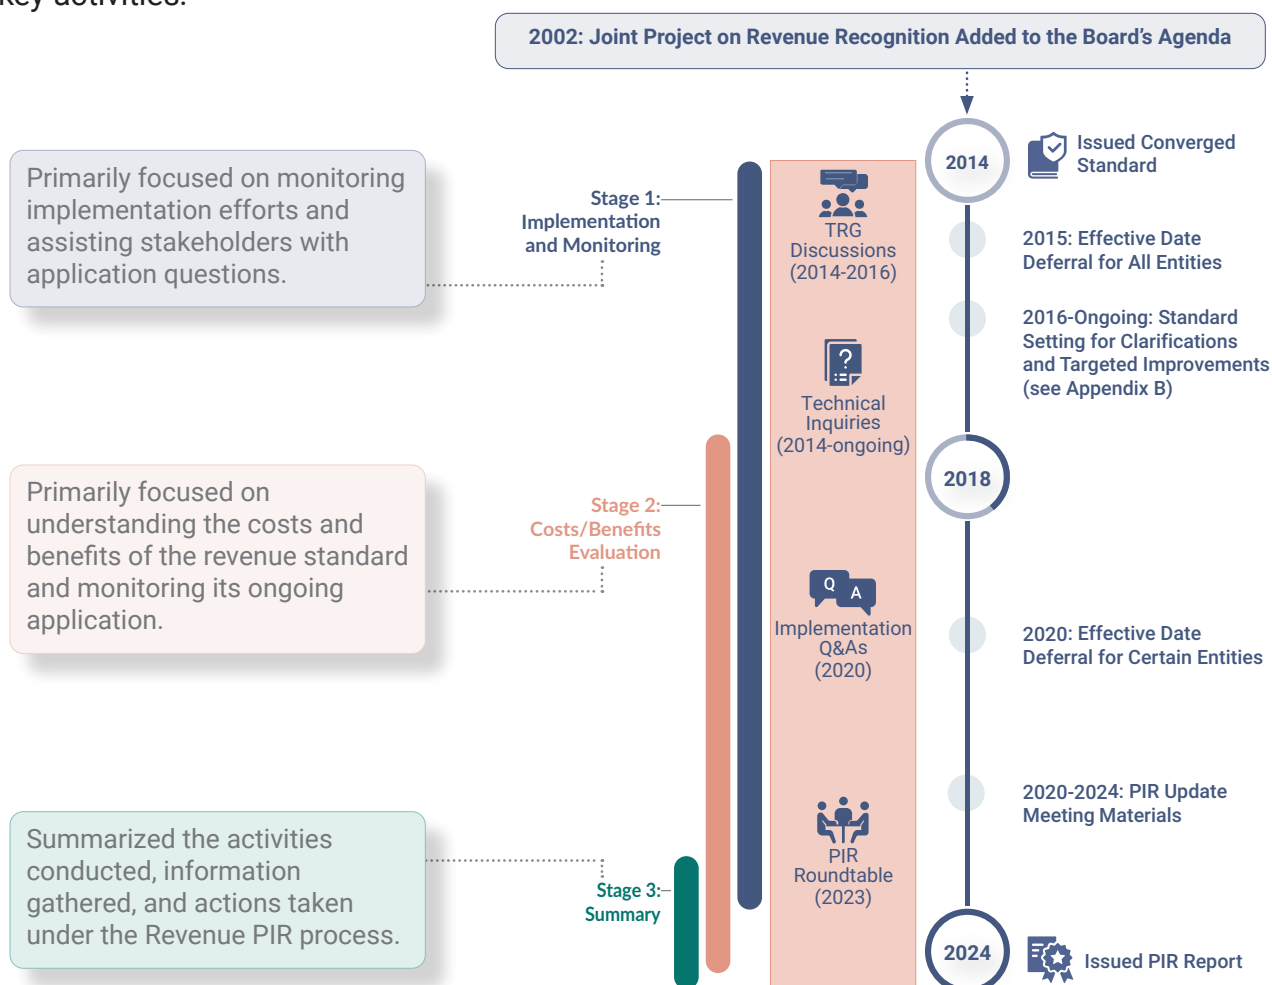 key activities.
2002: Joint Project on Revenue Recognition Added to the Board's Agenda
Primarily focused on monitoring
implementation efforts and
assisting stakeholders with
application questions.
Stage 1:
Implementation
and Monitoring
TRG
Discussions
(2014-2016)
2014
Issued Converged
Standard
2015: Effective Date
Deferral for All Entities
2016-Ongoing: Standard
Setting for Clarifications
and Targeted Improvements
(see Appendix B)
?
Technical
Inquiries
(2014-ongoing)
2018
Primarily focused on
understanding the costs and
benefits of the revenue standard
and monitoring its ongoing
application.
Stage 2:
Costs/Benefits
Evaluation
Q
A
Implementation
Q&As
(2020)
2020: Effective Date
Deferral for Certain Entities
2020-2024: PIR Update
Meeting Materials
Summarized the activities
conducted, information
gathered, and actions taken
under the Revenue PIR process.
Stage 3:
Summary
PIR
Roundtable
(2023)
2024
Issued PIR Report